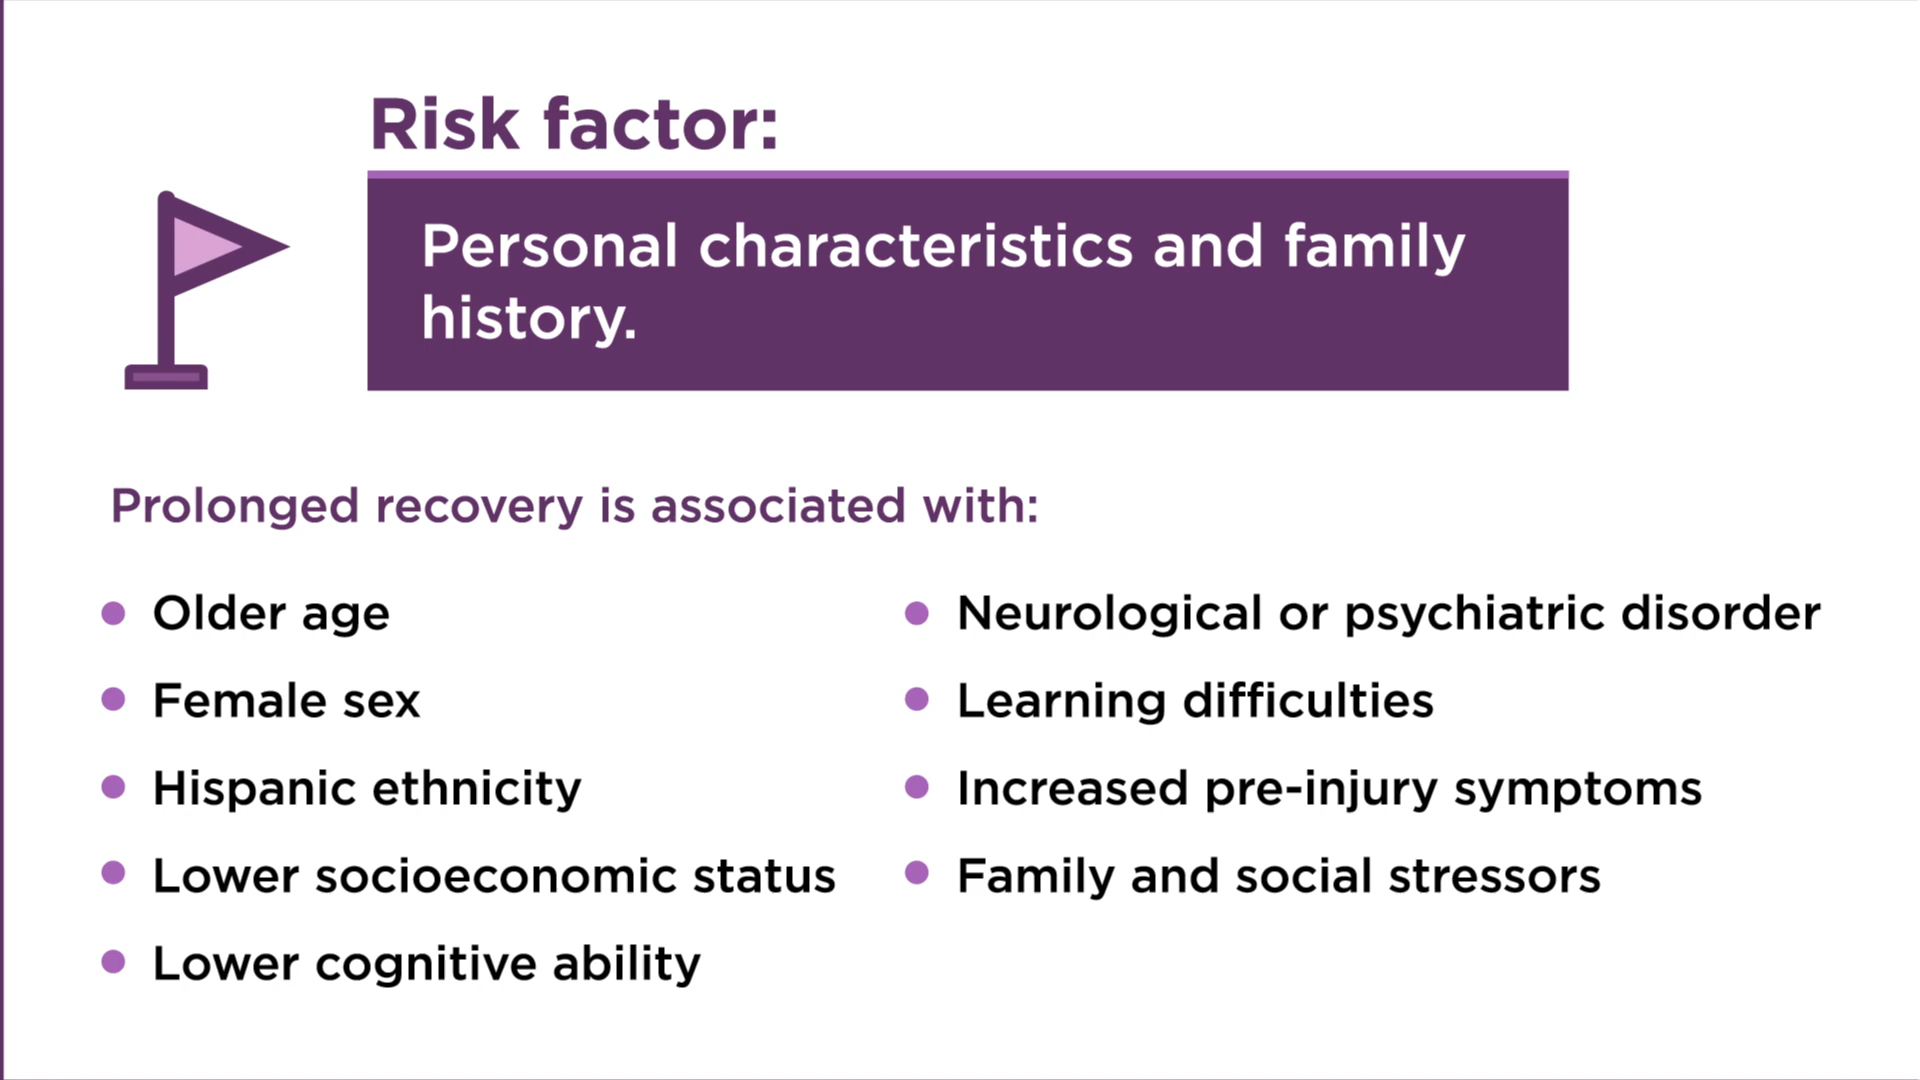 Risk factor:
Personal characteristics and family
history.
Prolonged recovery is associated with:
Older age
Female sex
Hispanic ethnicity
Lower socioeconomic status
Lower cognitive ability
Neurological or psychiatric disorder
Learning difficulties
Increased pre-injury symptoms
Family and social stressors